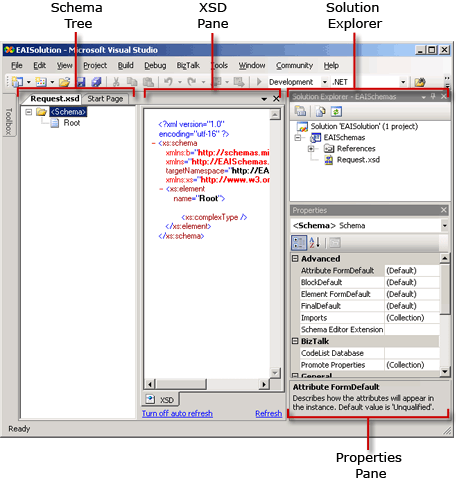 Schema Tree
XSD Pane
Solution Explorer
EAISolution - Microsoft Visual Studio
File Edit View Project Build Debug BizTalk Tools Window Community Help
Development .NET
Toolbox
Request.xsd Start Page
<Schema>
Root
<?xml version="1.0"
encoding="utf-16" ?>
- <xs:schema
xmlns:b="http://schemas.mi
xmlns="http://EAISchemas.
targetNamespace="http://EA
xmlns:xs="http://www.w3.o
- <xs:element
name="Root">
<xs:complexType />
</xs:element>
</xs:schema>
XSD
Turn off auto refresh Refresh
Solution Explorer - EAISchemas
Solution 'EAISolution' (1 project)
EAISchemas
References
Request.xsd
Properties
<Schema> Schema
Advanced
Attribute FormDefault (Default)
BlockDefault (Default)
Element FormDefault (Default)
FinalDefault (Default)
Imports (Collection)
Schema Editor Extension
BizTalk
CodeList Database
Promote Properties (Collection)
General
Attribute FormDefault
Describes how the attributes will appear in
the instance. Default value is 'Unqualified'.
Ready
Properties Pane